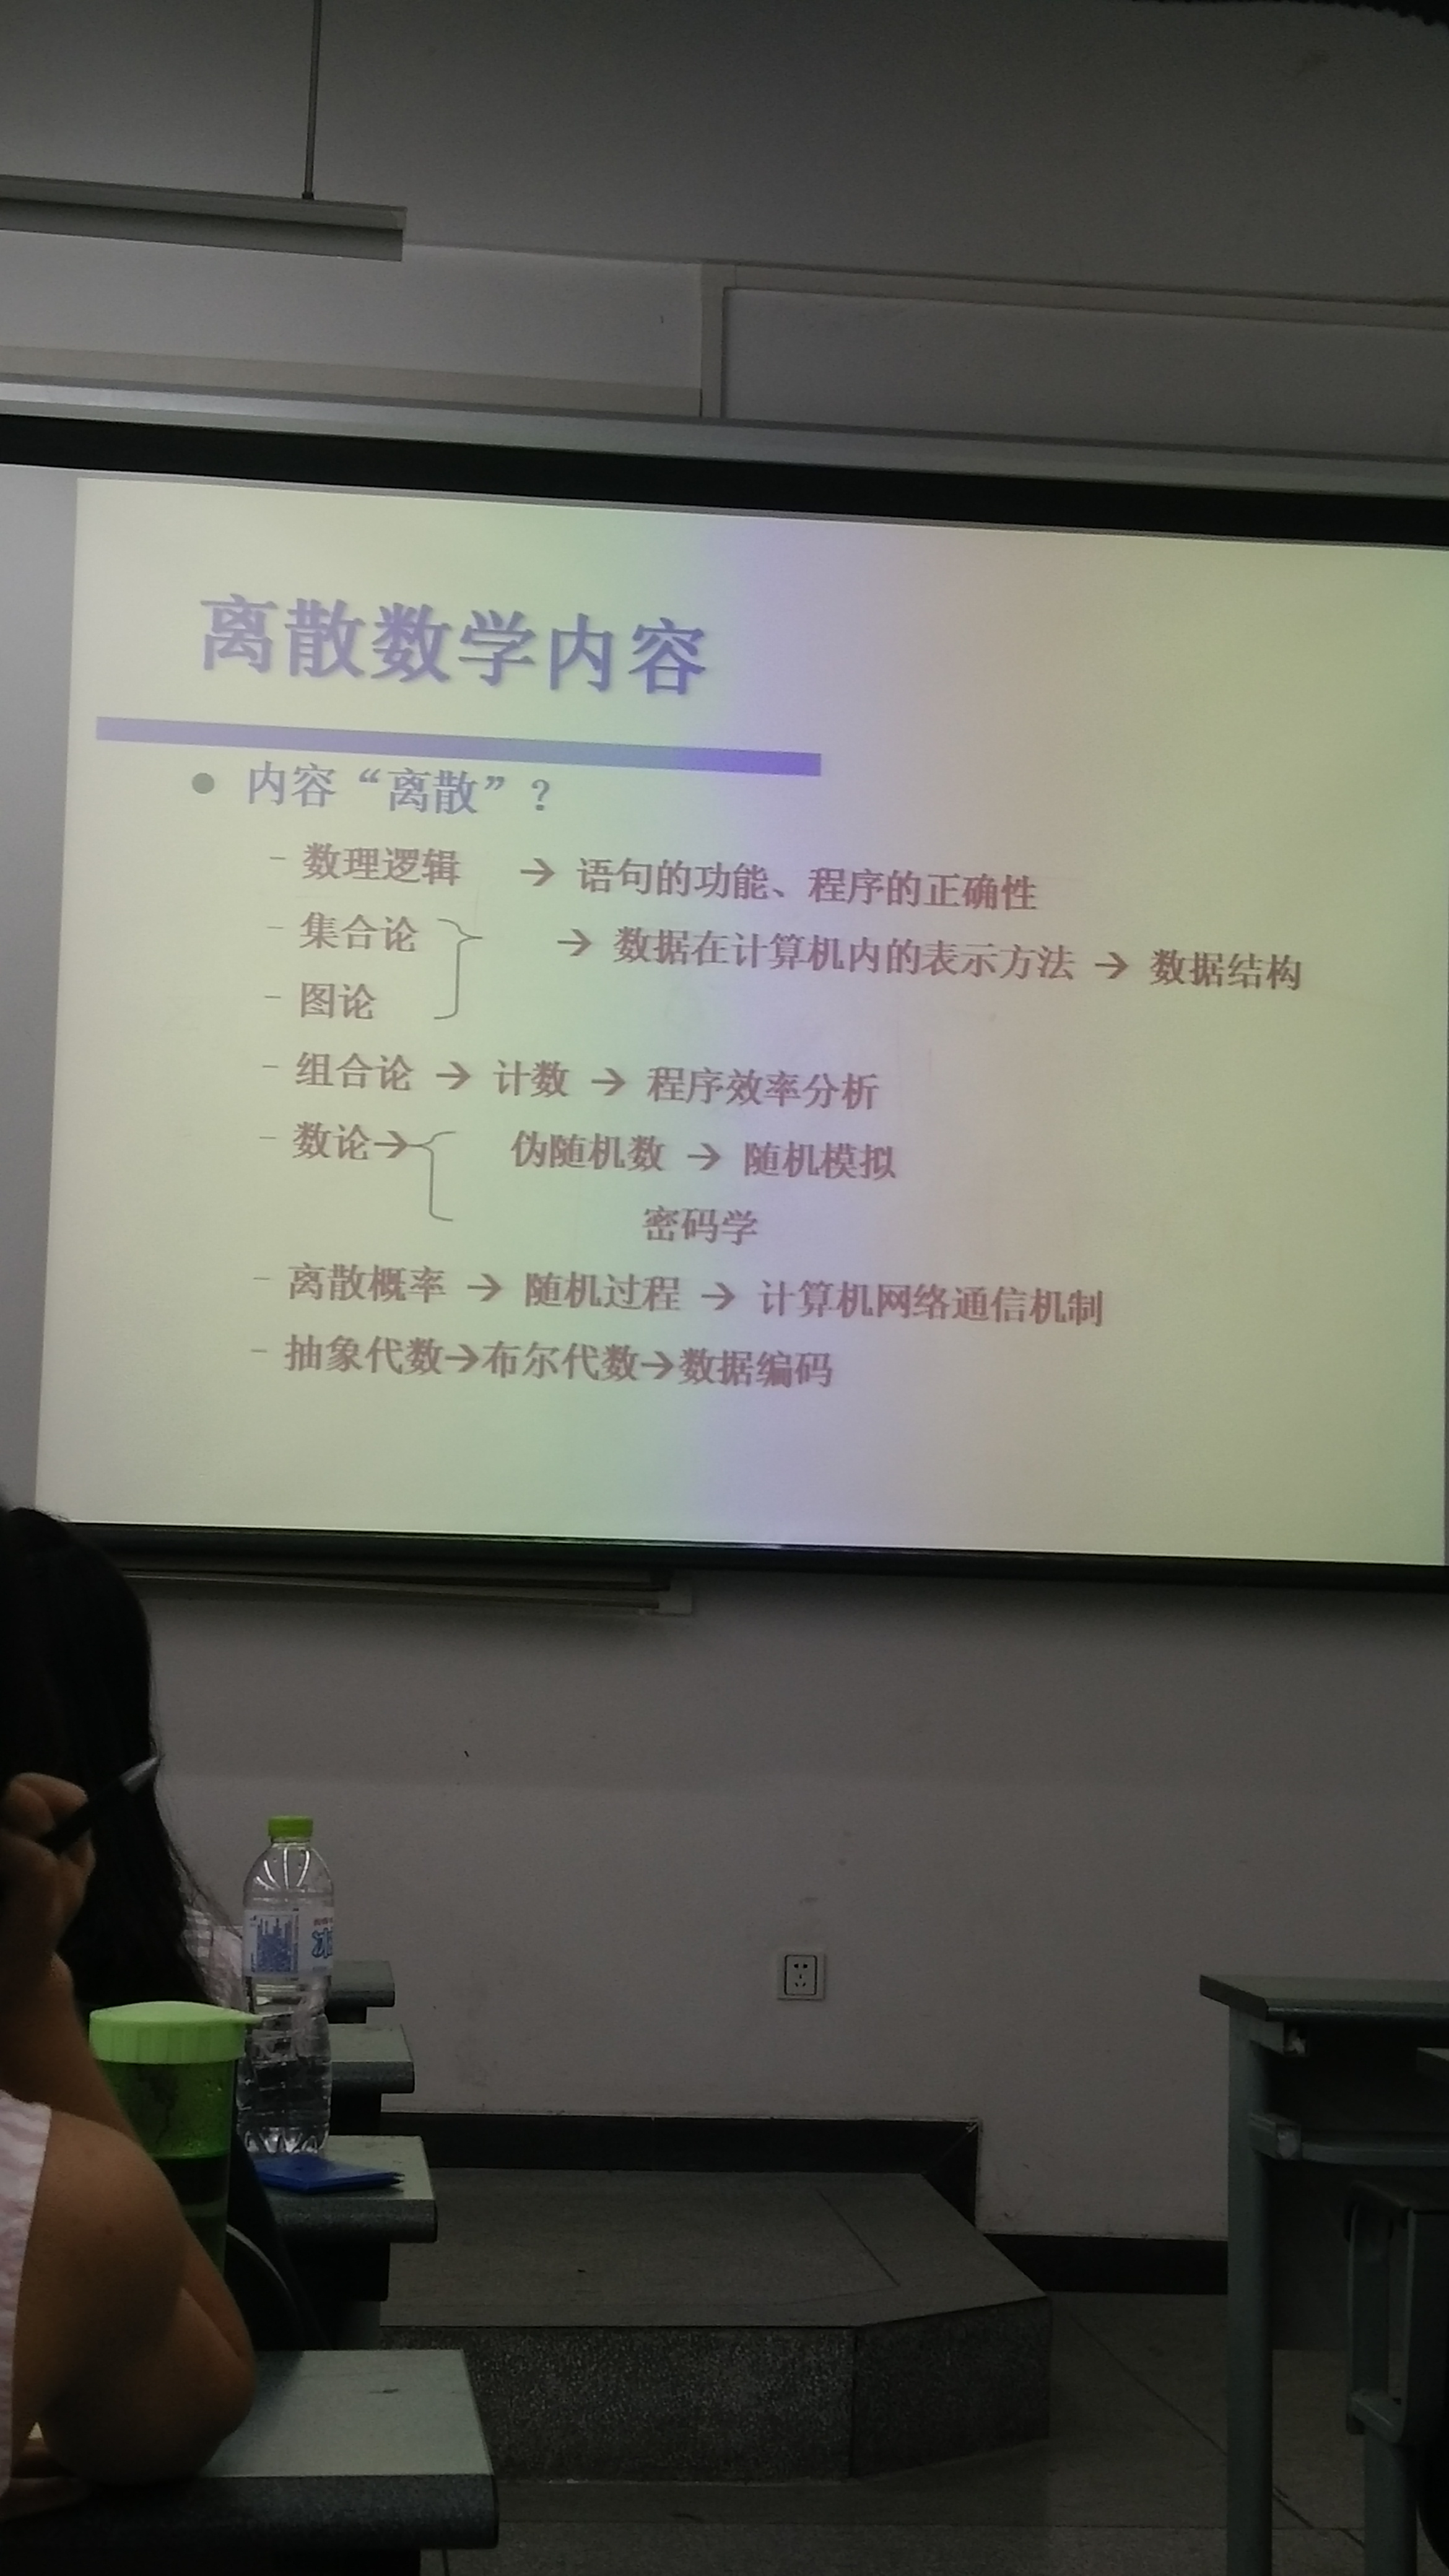 离散数学内容
● 内容“离散”？
– 数理逻辑 → 语句的功能、程序的正确性
– 集合论 → 数据在计算机内的表示方法 → 数据结构
– 图论
– 组合论 → 计数 → 程序效率分析
– 数论→ 伪随机数 → 随机模拟
密码学
– 离散概率 → 随机过程 → 计算机网络通信机制
– 抽象代数→布尔代数→数据编码